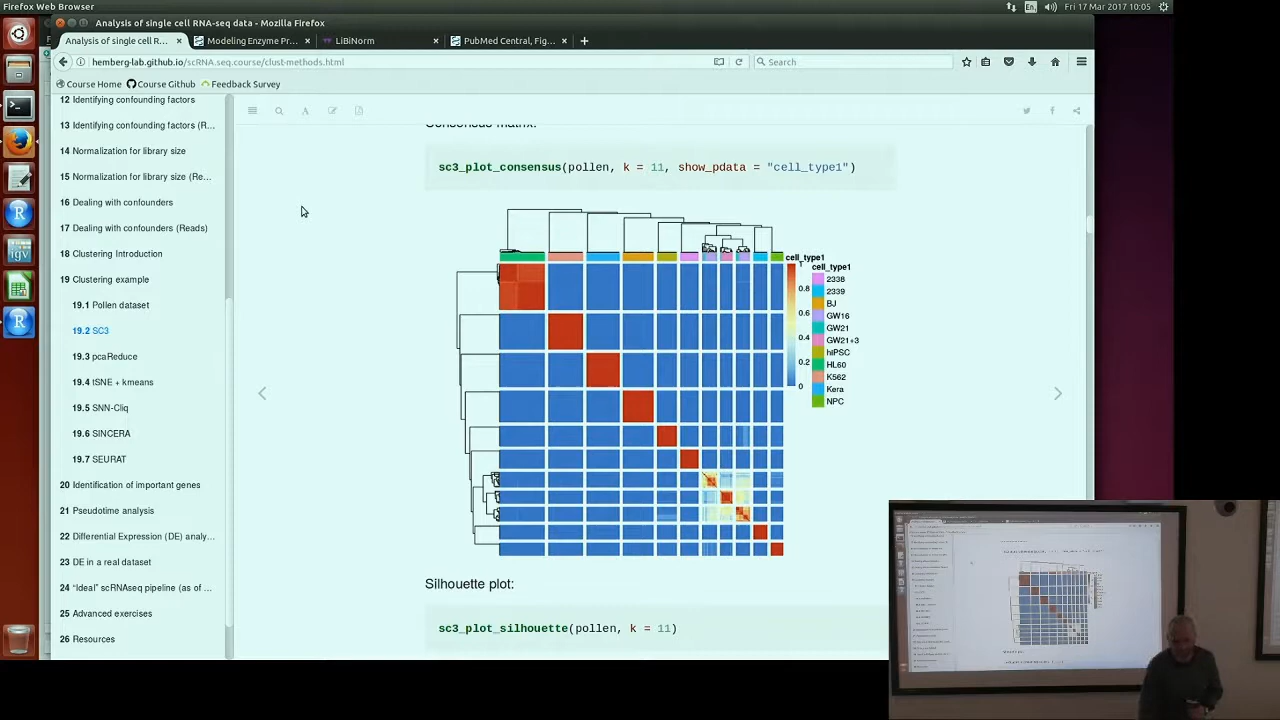 Firefox Web Browser
En
Fri 17 Mar 2017 10:05
Analysis of single cell RNA-seq data - Mozilla Firefox
Analysis of single cell R...
Modeling Enzyme Pr...
LiBiNorm
PubMed Central, Fig...
hemberg-lab.github.io/scRNA.seq.course/clust-methods.html
Search
Course Home
Course Github
Feedback Survey
12 Identifying confounding factors
13 Identifying confounding factors (R...
14 Normalization for library size
15 Normalization for library size (Re...
16 Dealing with confounders
17 Dealing with confounders (Reads)
18 Clustering Introduction
19 Clustering example
19.1 Pollen dataset
19.2 SC3
19.3 pcaReduce
19.4 tSNE + kmeans
19.5 SNN-Cliq
19.6 SINCERA
19.7 SEURAT
20 Identification of important genes
21 Pseudotime analysis
22 Differential Expression (DE) analy...
23 DE in a real dataset
24 "Ideal" scRNAseq pipeline (as of ...
25 Advanced exercises
26 Resources
Consensus matrix:
sc3_plot_consensus(pollen, k = 11, show_pdata = "cell_type1")
cell_type1
1
0.8
0.6
0.4
0.2
0
cell_type1
2338
2339
BJ
GW16
GW21
GW21+3
hiPSC
HL60
K562
Kera
NPC
Silhouette plot:
sc3_plot_silhouette(pollen, k = 11)